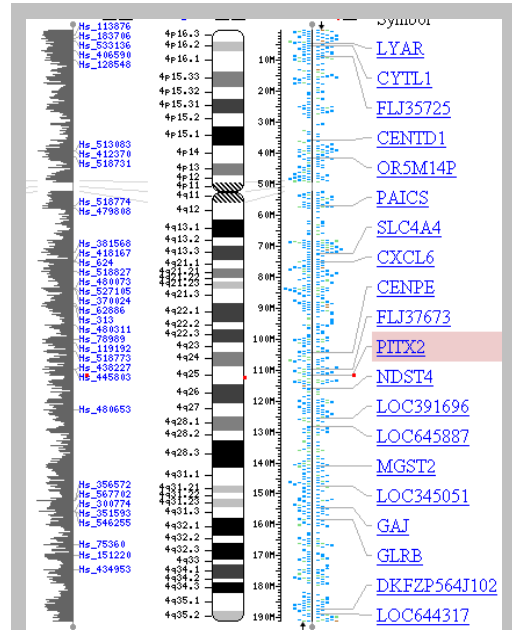 Symbol
Hs_113876
Hs_183706
Hs_533136
Hs_406590
Hs_128548
Hs_513083
Hs_412370
Hs_518731
Hs_518774
Hs_479808
Hs_381568
Hs_418167
Hs_624
Hs_518827
Hs_480073
Hs_527105
Hs_370024
Hs_62886
Hs_313
Hs_480311
Hs_78989
Hs_119192
Hs_518773
Hs_438227
Hs_445803
Hs_480653
Hs_356572
Hs_567702
Hs_300774
Hs_351593
Hs_546255
Hs_75360
Hs_151220
Hs_434953
4p16.3
4p16.2
4p16.1
4p15.33
4p15.32
4p15.31
4p15.2
4p15.1
4p14
4p13
4p12
4p11
4q11
4q12
4q13.1
4q13.2
4q13.3
4q21.1
4q21.21
4q21.22
4q21.23
4q21.3
4q22.1
4q22.2
4q22.3
4q23
4q24
4q25
4q26
4q27
4q28.1
4q28.2
4q28.3
4q31.1
4q31.21
4q31.22
4q31.23
4q31.3
4q32.1
4q32.2
4q32.3
4q33
4q34.1
4q34.2
4q34.3
4q35.1
4q35.2
10M
20M
30M
40M
50M
60M
70M
80M
90M
100M
110M
120M
130M
140M
150M
160M
170M
180M
190M
LYAR
CYTL1
FLJ35725
CENTD1
OR5M14P
PAICS
SLC4A4
CXCL6
CENPE
FLJ37673
PITX2
NDST4
LOC391696
LOC645887
MGST2
LOC345051
GAJ
GLRB
DKFZP564J102
LOC644317